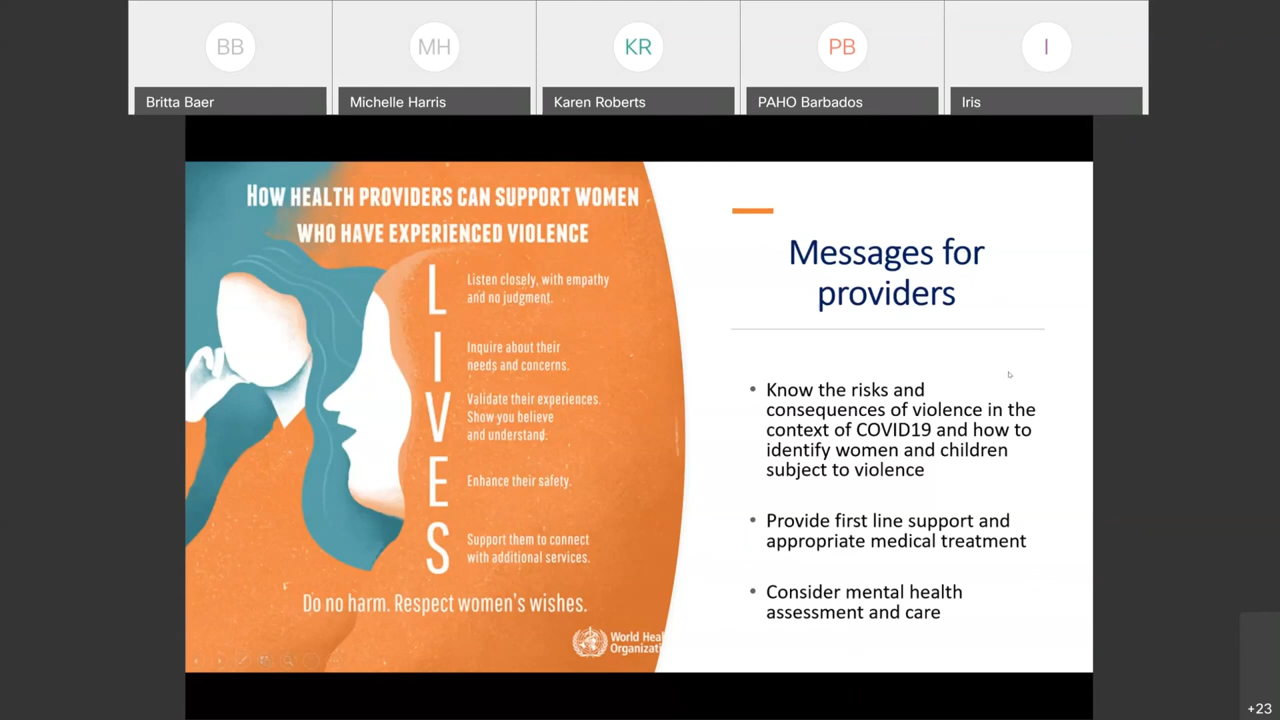 BB
MH
KR
PB
I
Britta Baer
Michelle Harris
Karen Roberts
PAHO Barbados
Iris
HOW HEALTH PROVIDERS CAN SUPPORT WOMEN
WHO HAVE EXPERIENCED VIOLENCE
L
Listen closely, with empathy
and no judgment.
I
Inquire about their
needs and concerns.
V
Validate their experiences.
Show you believe
and understand.
E
Enhance their safety.
S
Support them to connect
with additional services.
Do no harm. Respect women's wishes.
World
Messages for
providers
• Know the risks and
consequences of violence in the
context of COVID19 and how to
identify women and children
subject to violence
• Provide first line support and
appropriate medical treatment
• Consider mental health
assessment and care
+23